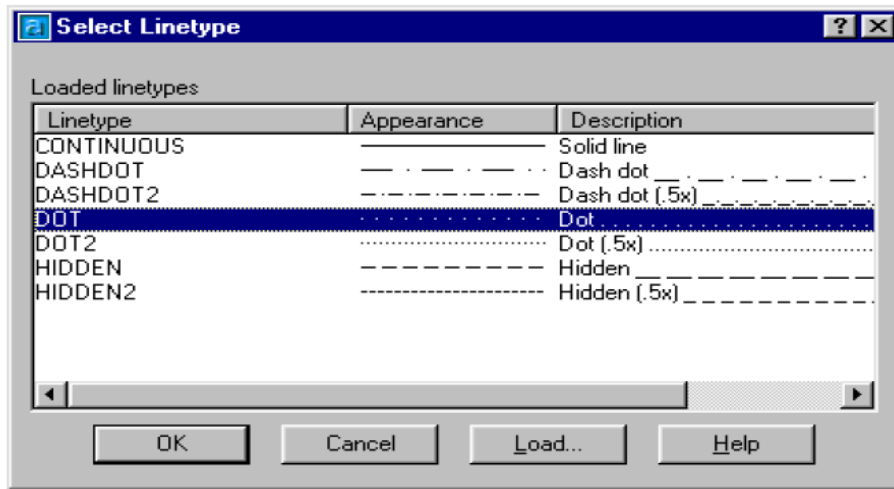 Select Linetype
Loaded linetypes
Linetype Appearance Description
CONTINUOUS Solid line
DASHDOT Dash dot __ . __ . __ . __ . __ .
DASHDOT2 Dash dot (.5x) _._._._._._._._.
DOT Dot . . . . . . . . . . . . . . . . . . . .
DOT2 Dot (.5x) ........................................
HIDDEN Hidden __ __ __ __ __ __ __ __
HIDDEN2 Hidden (.5x) _ _ _ _ _ _ _ _ _ _ _
OK Cancel Load... Help